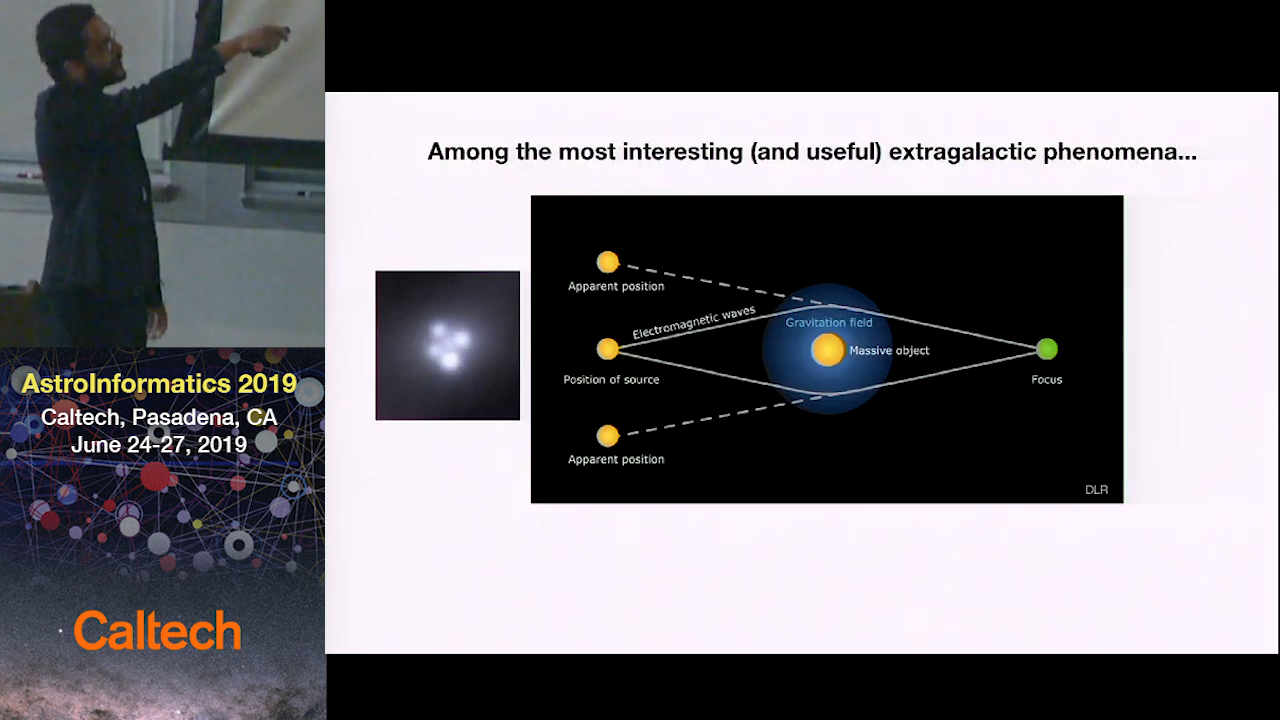 Among the most interesting (and useful) extragalactic phenomena...
Apparent position
Electromagnetic waves
Gravitation field
Massive object
Position of source
Focus
Apparent position
DLR
AstroInformatics 2019
Caltech, Pasadena, CA
June 24-27, 2019
Caltech